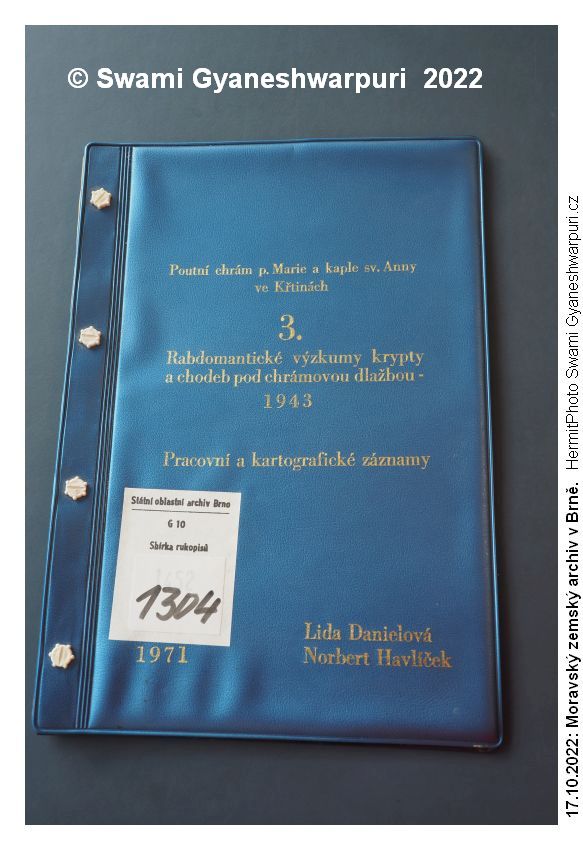 © Swami Gyaneshwarpuri 2022
Poutní chrám p. Marie a kaple sv. Anny
ve Křtinách
3.
Rabdomantické výzkumy krypty
a chodeb pod chrámovou dlažbou -
1943
Pracovní a kartografické záznamy
Státní oblastní archiv Brno
G 10
Sbírka rukopisů
1304
1971
Lida Danielová
Norbert Havlíček
17.10.2022: Moravský zemský archiv v Brně. HermitPhoto Swami Gyaneshwarpuri.cz